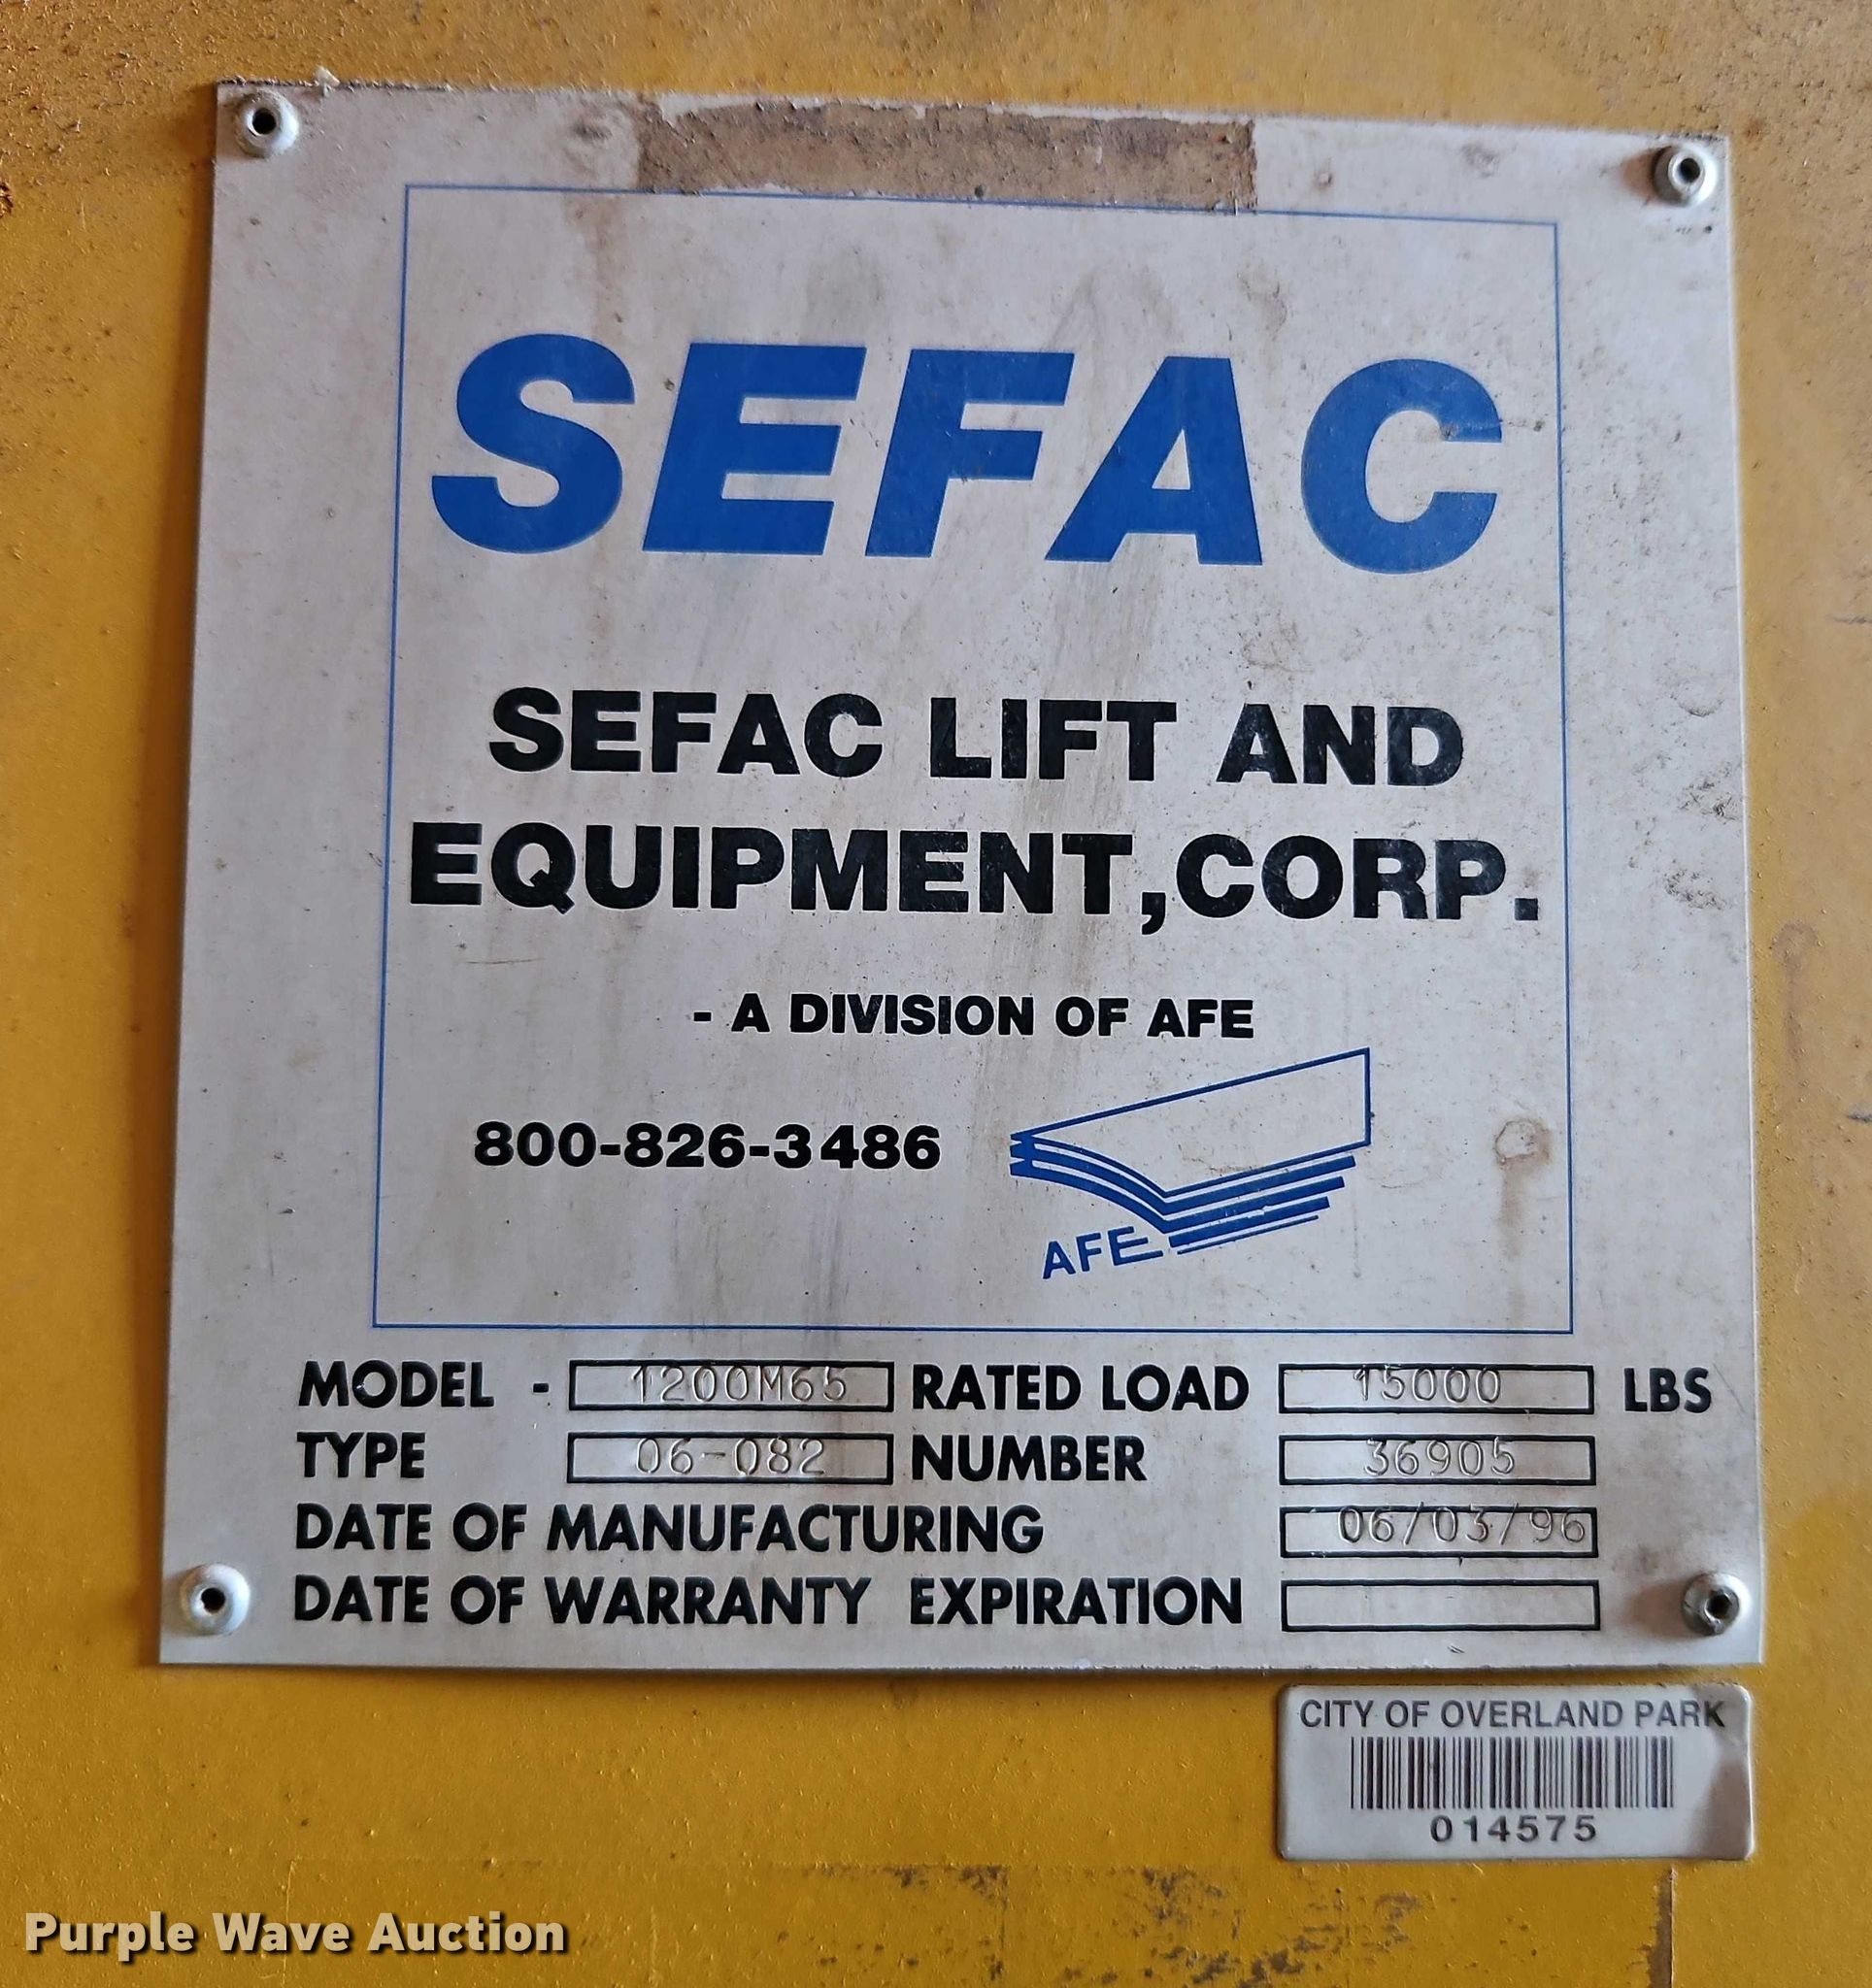 SEFAC
SEFAC LIFT AND
EQUIPMENT,CORP.
- A DIVISION OF AFE
800-826-3486
AFE
MODEL - 1200M65 RATED LOAD 15000 LBS
TYPE 06-082 NUMBER 36905
DATE OF MANUFACTURING 06/03/96
DATE OF WARRANTY EXPIRATION
CITY OF OVERLAND PARK
014575
Purple Wave Auction